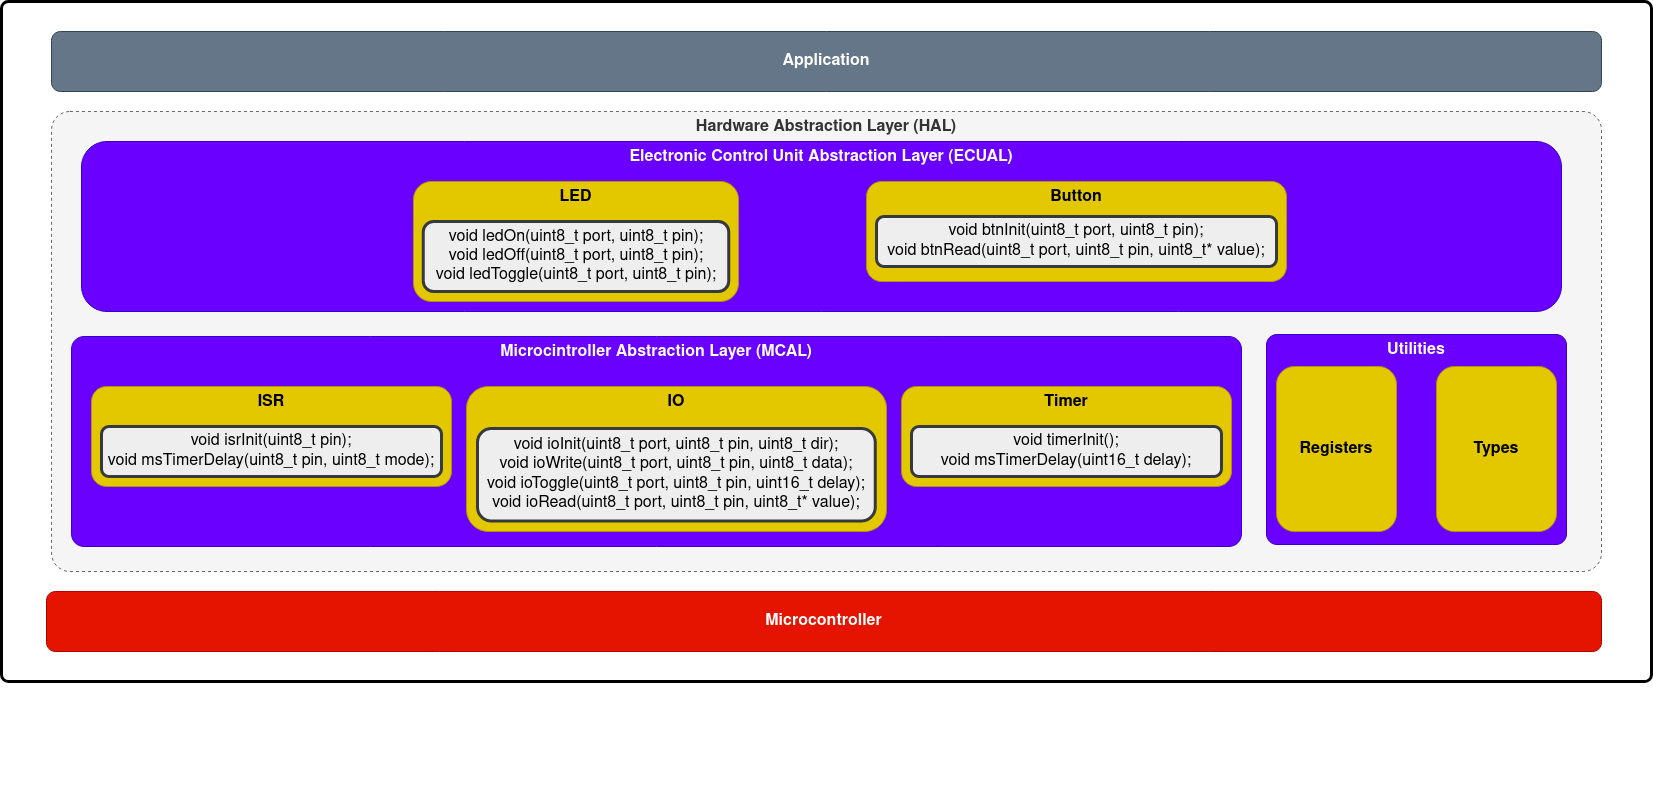 Application
Hardware Abstraction Layer (HAL)
Electronic Control Unit Abstraction Layer (ECUAL)
LED
void ledOn(uint8_t port, uint8_t pin);
void ledOff(uint8_t port, uint8_t pin);
void ledToggle(uint8_t port, uint8_t pin);
Button
void btnInit(uint8_t port, uint8_t pin);
void btnRead(uint8_t port, uint8_t pin, uint8_t* value);
Microcintroller Abstraction Layer (MCAL)
ISR
void isrInit(uint8_t pin);
void msTimerDelay(uint8_t pin, uint8_t mode);
IO
void ioInit(uint8_t port, uint8_t pin, uint8_t dir);
void ioWrite(uint8_t port, uint8_t pin, uint8_t data);
void ioToggle(uint8_t port, uint8_t pin, uint16_t delay);
void ioRead(uint8_t port, uint8_t pin, uint8_t* value);
Timer
void timerInit();
void msTimerDelay(uint16_t delay);
Utilities
Registers
Types
Microcontroller